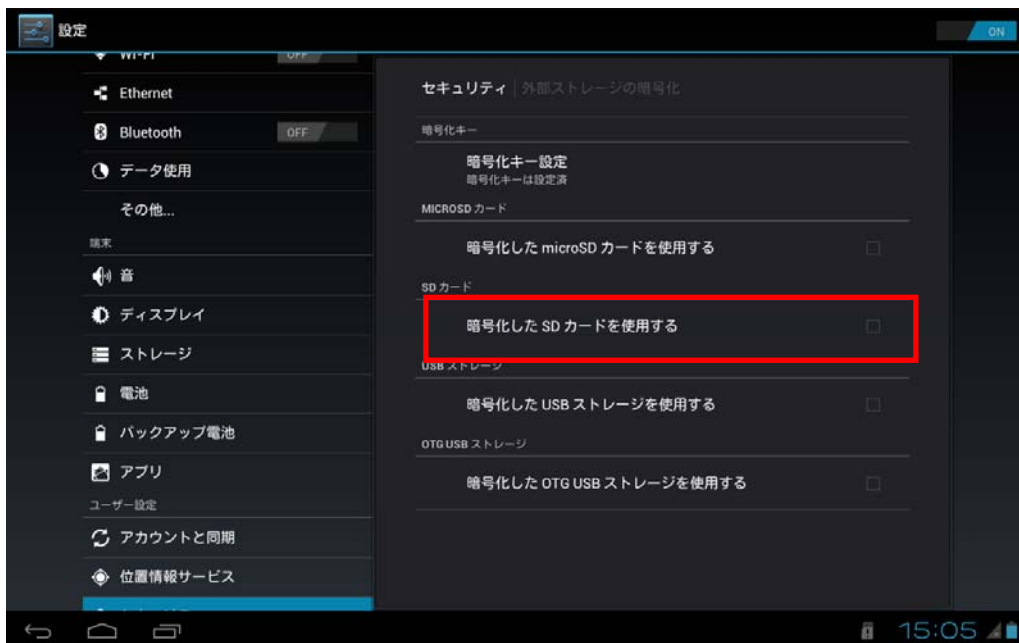 設定
ON
Wi-Fi
OFF
Ethernet
Bluetooth
OFF
データ使用
その他...
端末
音
ディスプレイ
ストレージ
電池
バックアップ電池
アプリ
ユーザー設定
アカウントと同期
位置情報サービス
セキュリティ
外部ストレージの暗号化
暗号化キー
暗号化キー設定
暗号化キーは設定済
MICROSD カード
暗号化した microSD カードを使用する
SD カード
暗号化した SD カードを使用する
USB ストレージ
暗号化した USB ストレージを使用する
OTG USB ストレージ
暗号化した OTG USB ストレージを使用する
15:05